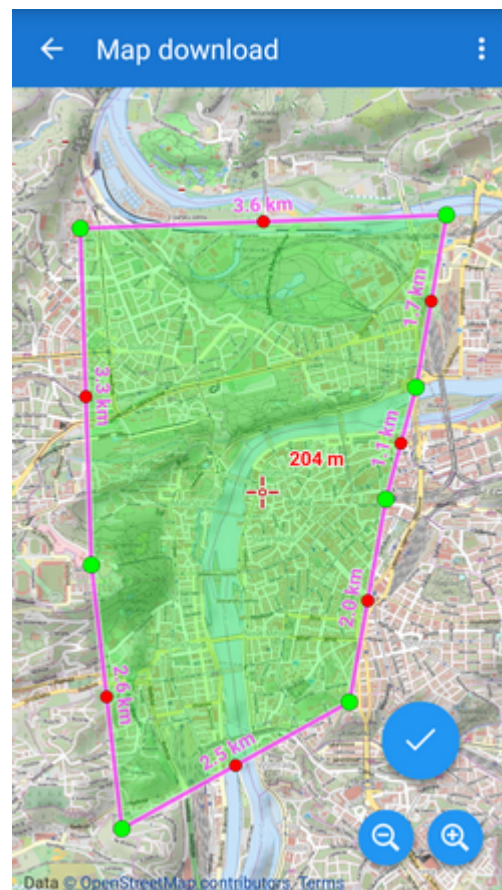 Map download
3.6 km
1.7 km
3.3 km
1.1 km
204 m
2.0 km
2.6 km
2.5 km
Data © OpenStreetMap contributors, Terms